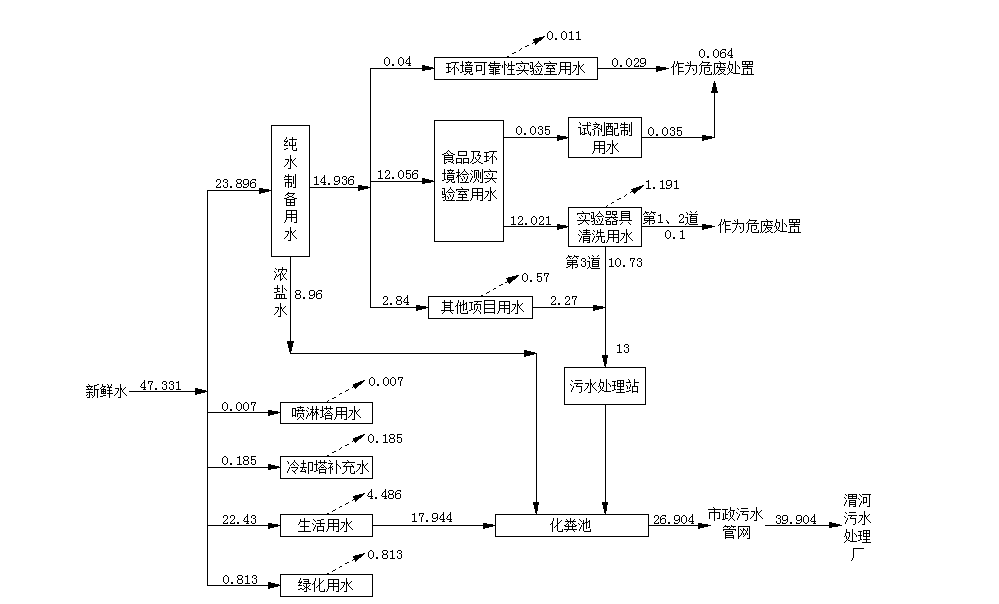 0.011
0.064
0.04
环境可靠性实验室用水
0.029
作为危废处置
纯
水
制
备
用
水
23.896
14.936
12.056
食品及环
境检测实
验室用水
0.035
试剂配制
用水
0.035
1.191
12.021
实验器具
清洗用水
第1、2道
0.1
作为危废处置
第3道
10.73
浓
盐
水
8.96
0.57
2.84
其他项目用水
2.27
13
污水处理站
新鲜水
47.331
0.007
0.007
喷淋塔用水
0.185
0.185
冷却塔补充水
4.486
22.43
生活用水
17.944
化粪池
26.904
市政污水
管网
39.904
渭河
污水
处理
厂
0.813
0.813
绿化用水